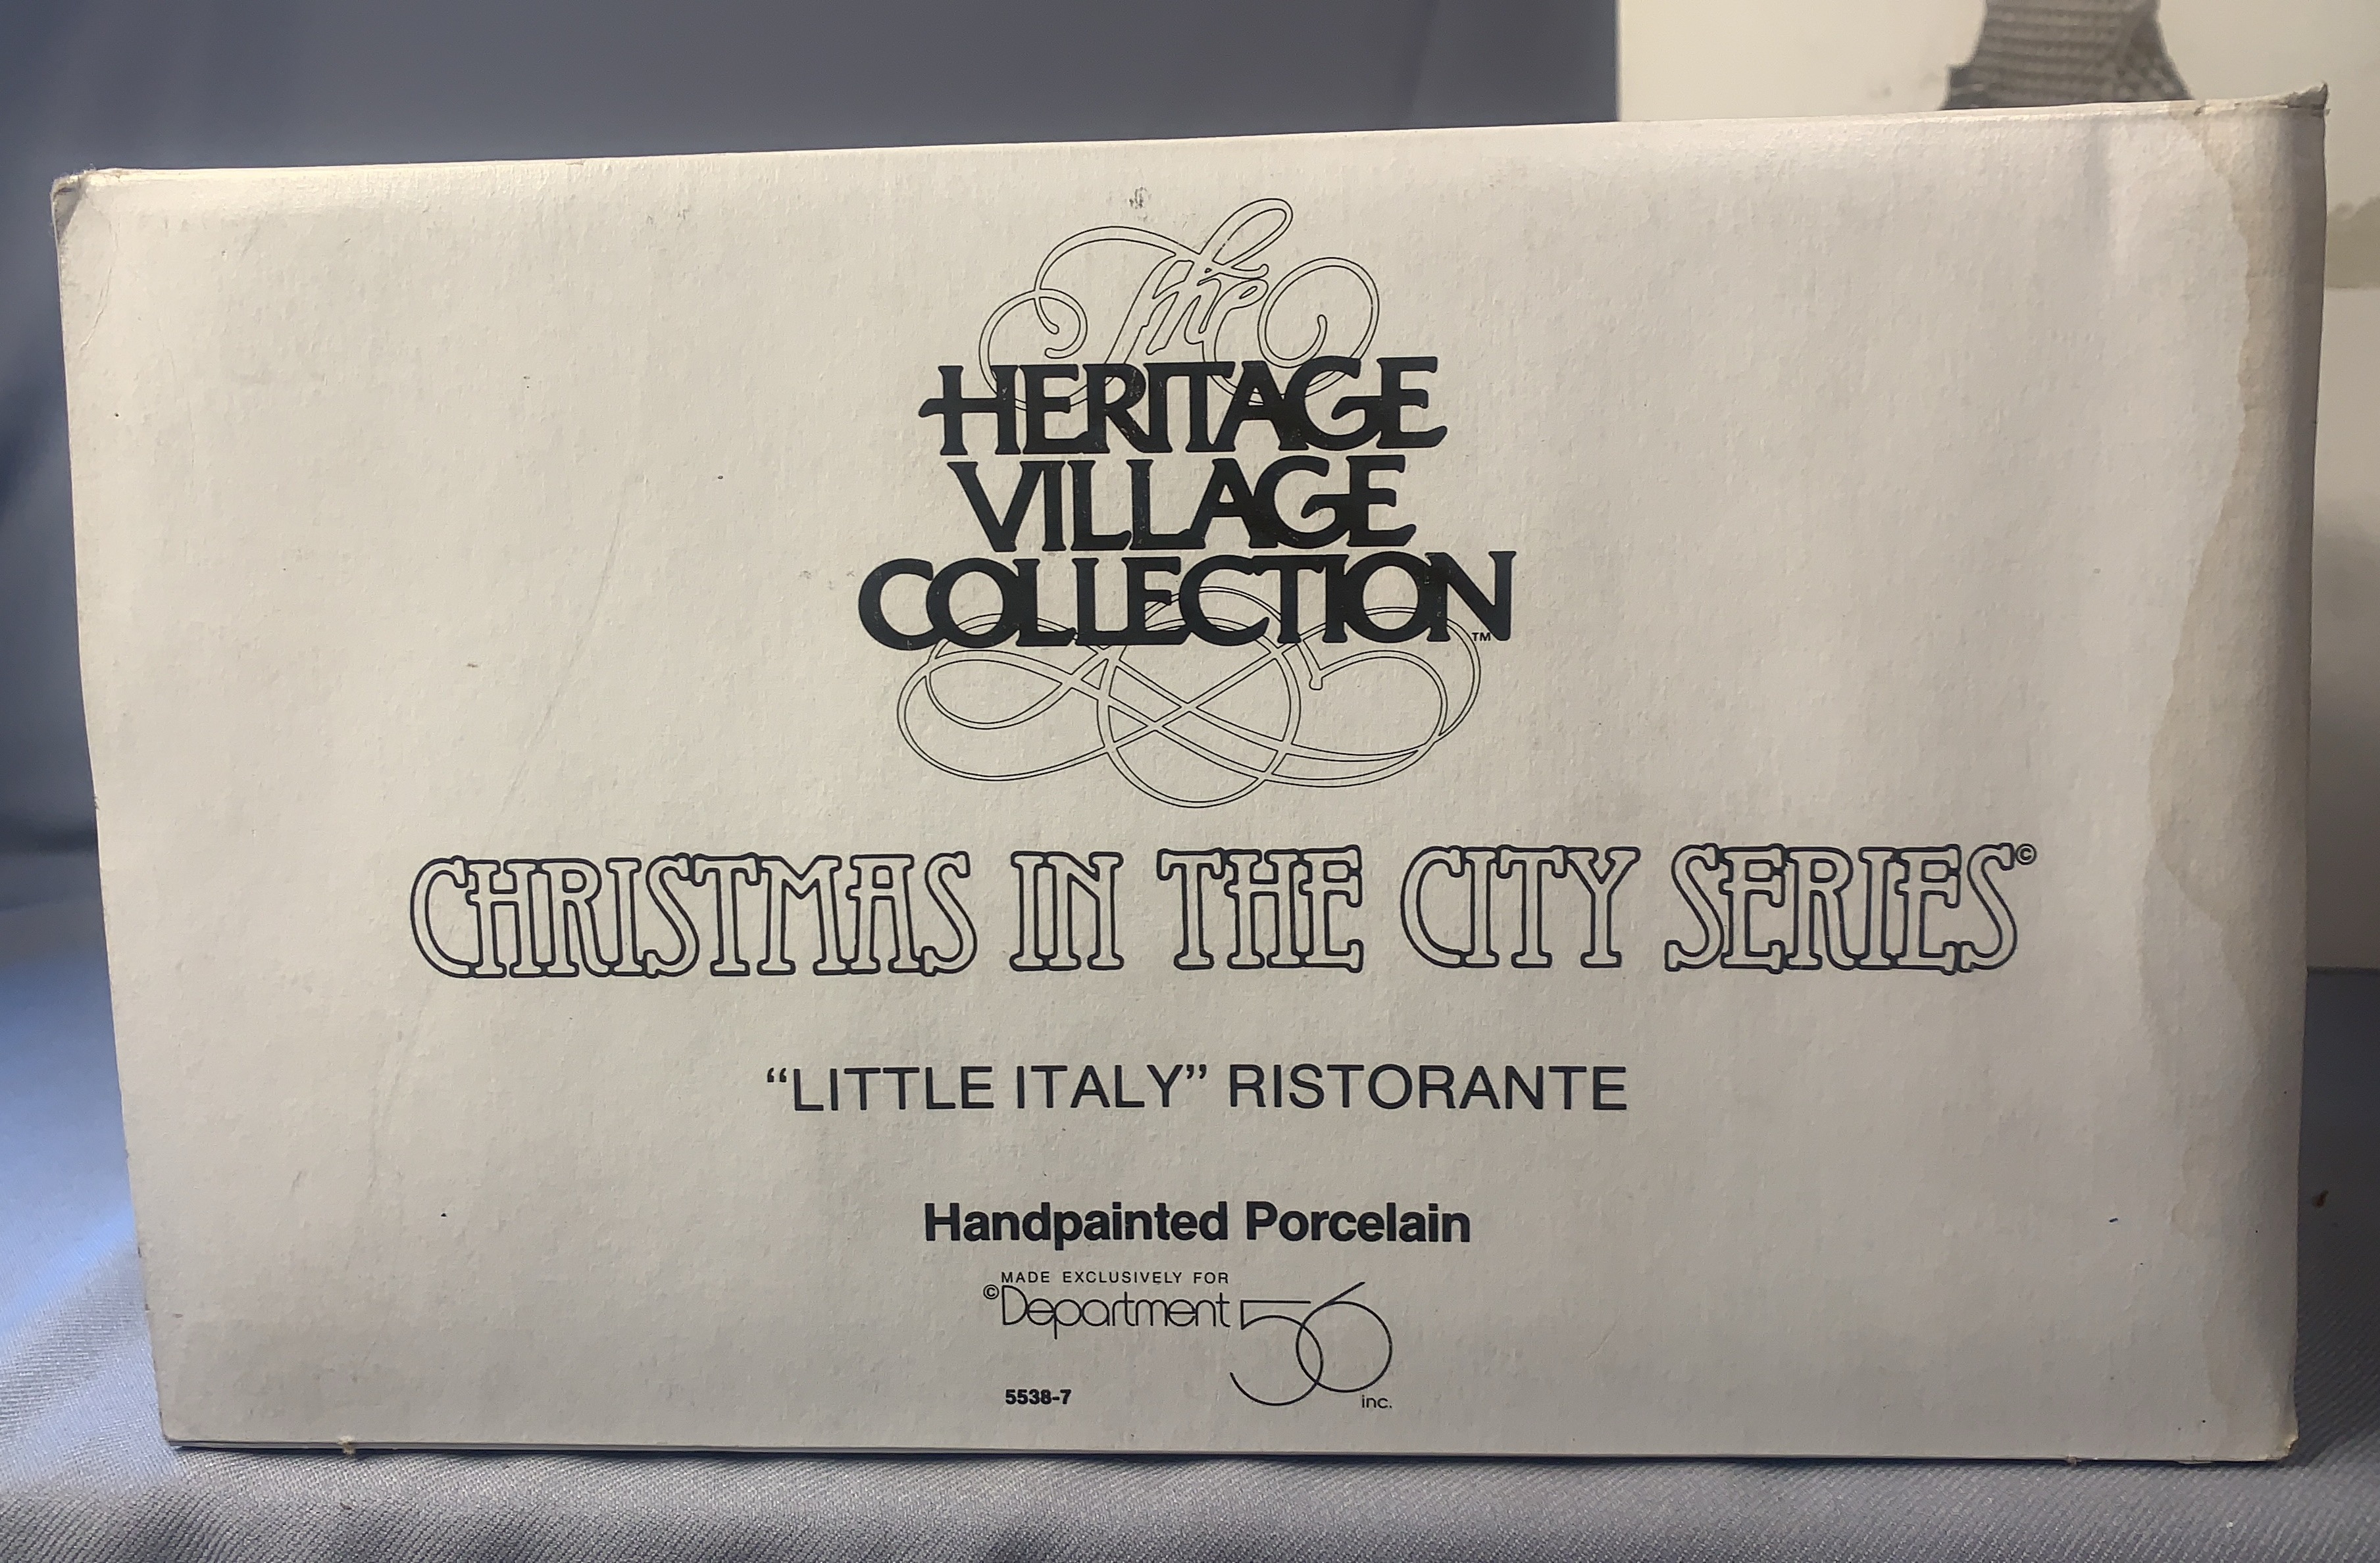 The
HERITAGE
VILLAGE
COLLECTION™
CHRISTMAS IN THE CITY SERIES©
“LITTLE ITALY” RISTORANTE
Handpainted Porcelain
MADE EXCLUSIVELY FOR
©Department 56
5538-7 inc.